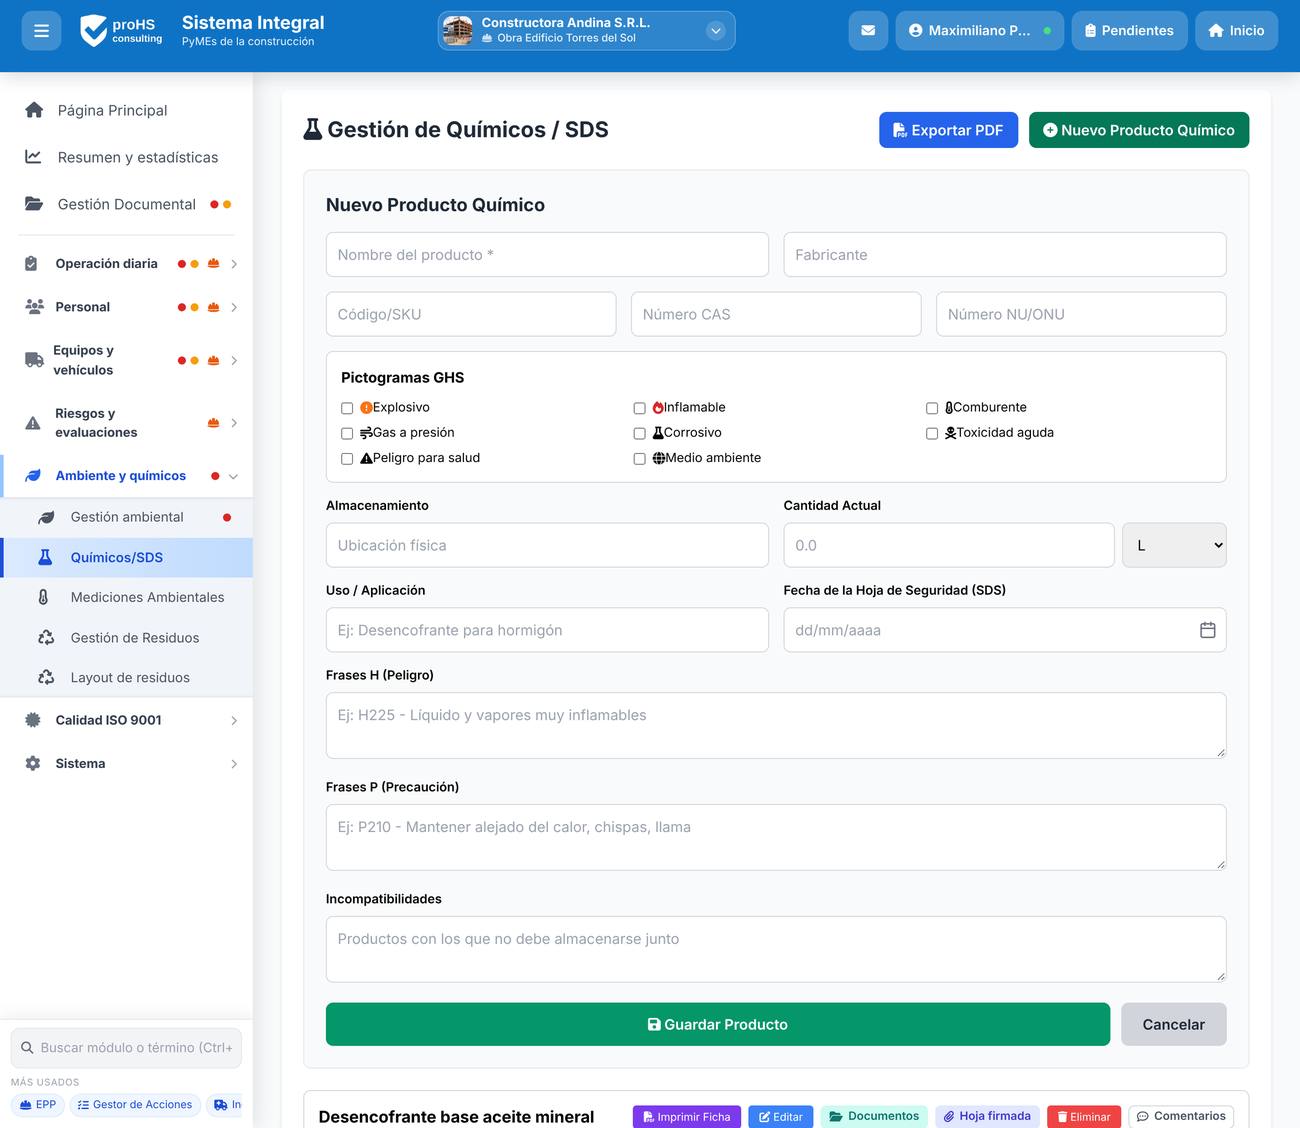 proHS
consulting
Sistema Integral
PyMEs de la construcción
Constructora Andina S.R.L.
Obra Edificio Torres del Sol
Maximiliano P...
Pendientes
Inicio
Página Principal
Resumen y estadísticas
Gestión Documental
Operación diaria
Personal
Equipos y
vehículos
Riesgos y
evaluaciones
Ambiente y químicos
Gestión ambiental
Químicos/SDS
Mediciones Ambientales
Gestión de Residuos
Layout de residuos
Calidad ISO 9001
Sistema
Buscar módulo o término (Ctrl+
MÁS USADOS
EPP
Gestor de Acciones
In
Gestión de Químicos / SDS
Exportar PDF
Nuevo Producto Químico
Nuevo Producto Químico
Nombre del producto *
Fabricante
Código/SKU
Número CAS
Número NU/ONU
Pictogramas GHS
Explosivo
Inflamable
Comburente
Gas a presión
Corrosivo
Toxicidad aguda
Peligro para salud
Medio ambiente
Almacenamiento
Cantidad Actual
Ubicación física
0.0
L
Uso / Aplicación
Fecha de la Hoja de Seguridad (SDS)
Ej: Desencofrante para hormigón
dd/mm/aaaa
Frases H (Peligro)
Ej: H225 - Líquido y vapores muy inflamables
Frases P (Precaución)
Ej: P210 - Mantener alejado del calor, chispas, llama
Incompatibilidades
Productos con los que no debe almacenarse junto
Guardar Producto
Cancelar
Desencofrante base aceite mineral
Imprimir Ficha
Editar
Documentos
Hoja firmada
Eliminar
Comentarios